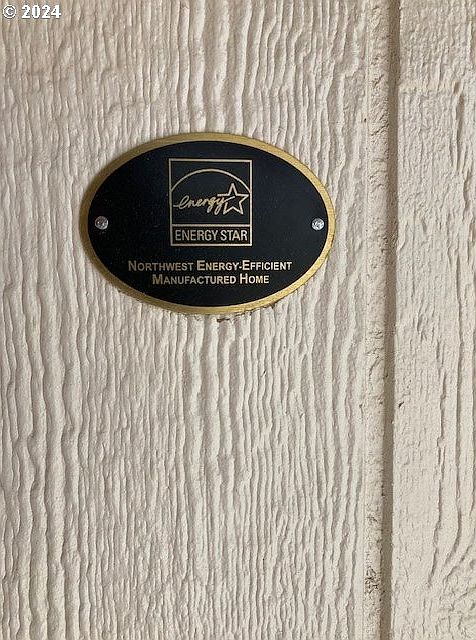 © 2024
energy
ENERGY STAR
NORTHWEST ENERGY-EFFICIENT
MANUFACTURED HOME